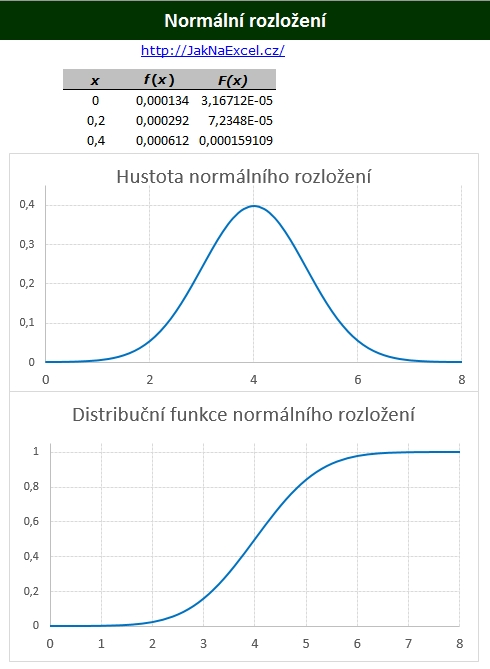 Normální rozložení
http://JakNaExcel.cz/
x f(x) F(x)
0 0,000134 3,16712E-05
0,2 0,000292 7,2348E-05
0,4 0,000612 0,000159109
Hustota normálního rozložení
0,4
0,3
0,2
0,1
0
0 2 4 6 8
Distribuční funkce normálního rozložení
1
0,8
0,6
0,4
0,2
0
0 1 2 3 4 5 6 7 8